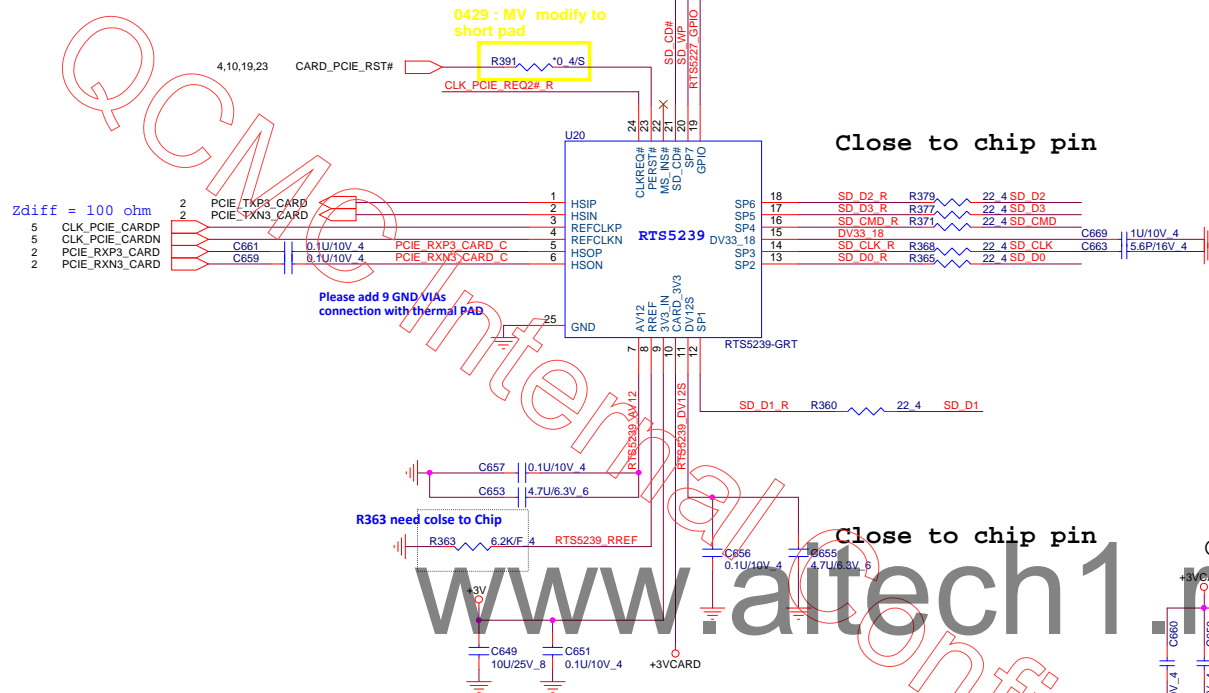 0429 : MV modify to
short pad
SD_CD#
SD_WP
RTS5227_GPIO
4,10,19,23 CARD_PCIE_RST# R391 *0_4/S
CLK_PCIE_REQ2#_R
24 23 22 21 20 19
U20
Close to chip pin
CLKREQ# PERST# MS_INS# SD_CD# SP7 GPIO
Zdiff = 100 ohm
2 PCIE_TXP3_CARD 1 HSIP
2 PCIE_TXN3_CARD 2 HSIN
5 CLK_PCIE_CARDP 3 REFCLKP
5 CLK_PCIE_CARDN 4 REFCLKN
2 PCIE_RXP3_CARD C661 0.1U/10V_4 PCIE_RXP3_CARD_C 5 HSOP
2 PCIE_RXN3_CARD C659 0.1U/10V_4 PCIE_RXN3_CARD_C 6 HSON
RTS5239
SP6 18 SD_D2_R R379 22_4 SD_D2
SP5 17 SD_D3_R R377 22_4 SD_D3
SP4 16 SD_CMD_R R371 22_4 SD_CMD
DV33_18 15 DV33_18 C669 1U/10V_4
SP3 14 SD_CLK_R R368 22_4 SD_CLK C663 5.6P/16V_4
SP2 13 SD_D0_R R365 22_4 SD_D0
Please add 9 GND VIAs
connection with thermal PAD
25 GND
AV12 RREF 3V3_IN CARD_3V3 DV12S SP1
RTS5239-GRT
7 8 9 10 11 12
RTS5239_AV12
RTS5239_DV12S
SD_D1_R R360 22_4 SD_D1
C657 0.1U/10V_4
C653 4.7U/6.3V_6
R363 need colse to Chip
R363 6.2K/F_4 RTS5239_RREF
Close to chip pin
C656
0.1U/10V_4
C655
4.7U/6.3V_6
+3V
C649
10U/25V_8
C651
0.1U/10V_4
+3VCARD
C660
QCMC Internal Confi
www.aitech1.